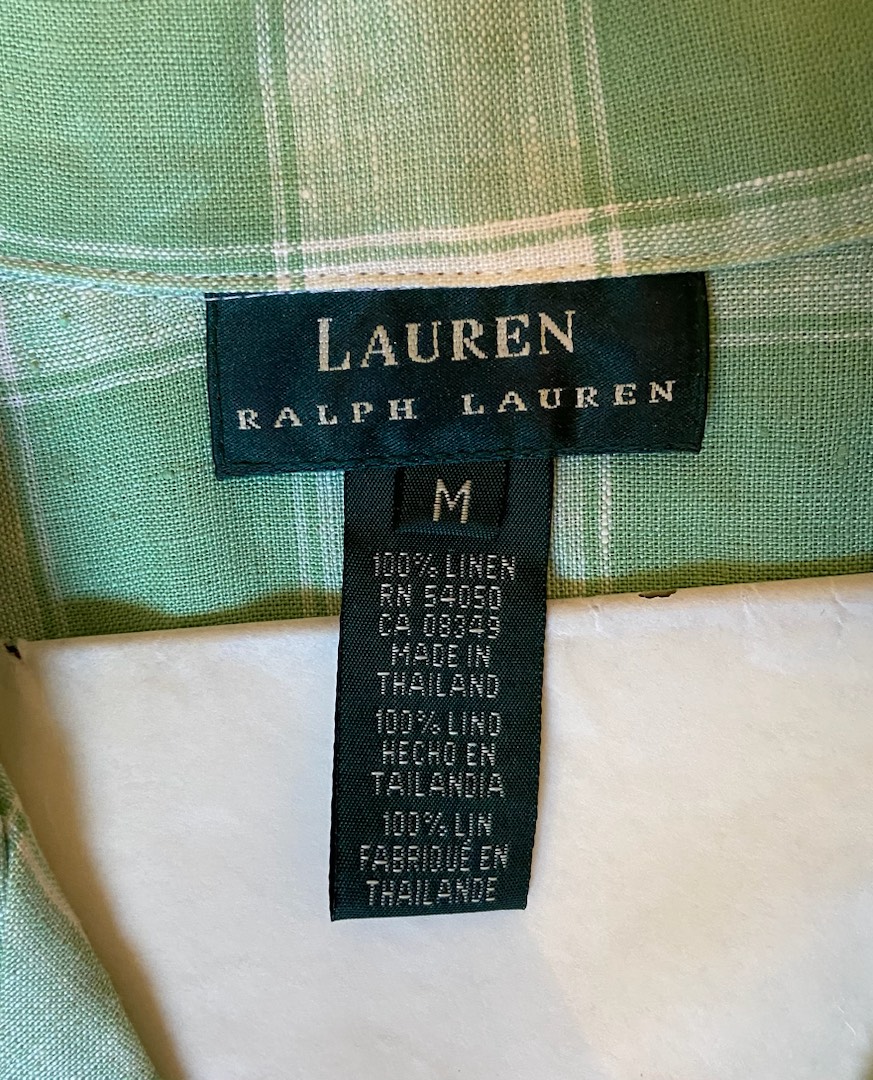 LAUREN
RALPH LAUREN
M
100% LINEN
RN 54050
CA 08349
MADE IN
THAILAND
100% LINO
HECHO EN
TAILANDIA
100% LIN
FABRIQUÉ EN
THAILANDE